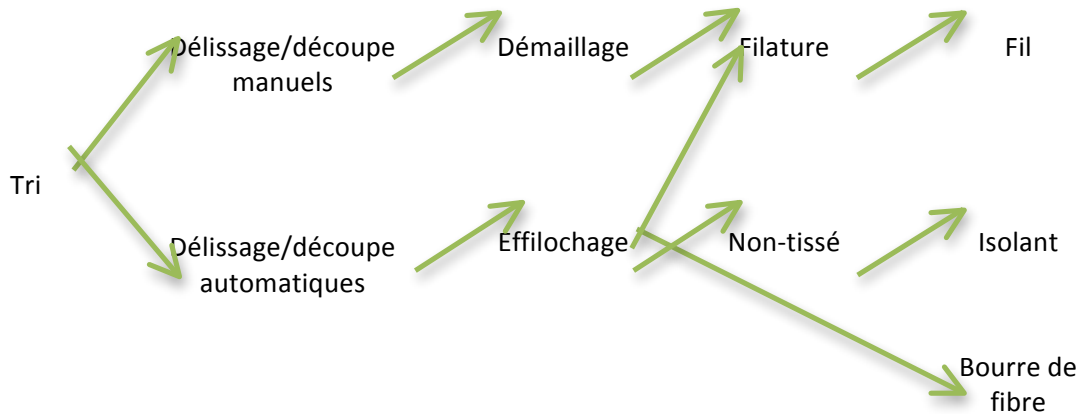 Délissage/découpe
manuels
Démaillage
Filature
Fil
Tri
Délissage/découpe
automatiques
Effilochage
Non-tissé
Isolant
Bourre de
fibre